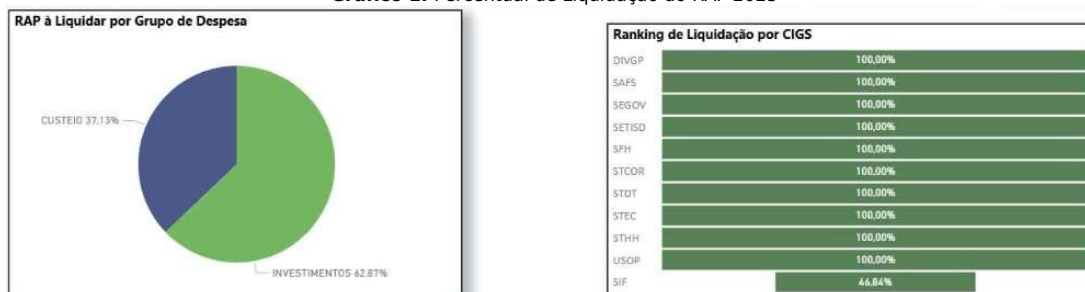 RAP à Liquidar por Grupo de Despesa
CUSTEIO 37,13%
INVESTIMENTOS 62,87%
Ranking de Liquidação por CIGS
DIVGP 100,00%
SAFS 100,00%
SEGOV 100,00%
SETISD 100,00%
SFH 100,00%
STCOR 100,00%
STDT 100,00%
STEC 100,00%
STHH 100,00%
USOP 100,00%
SIF 46,84%